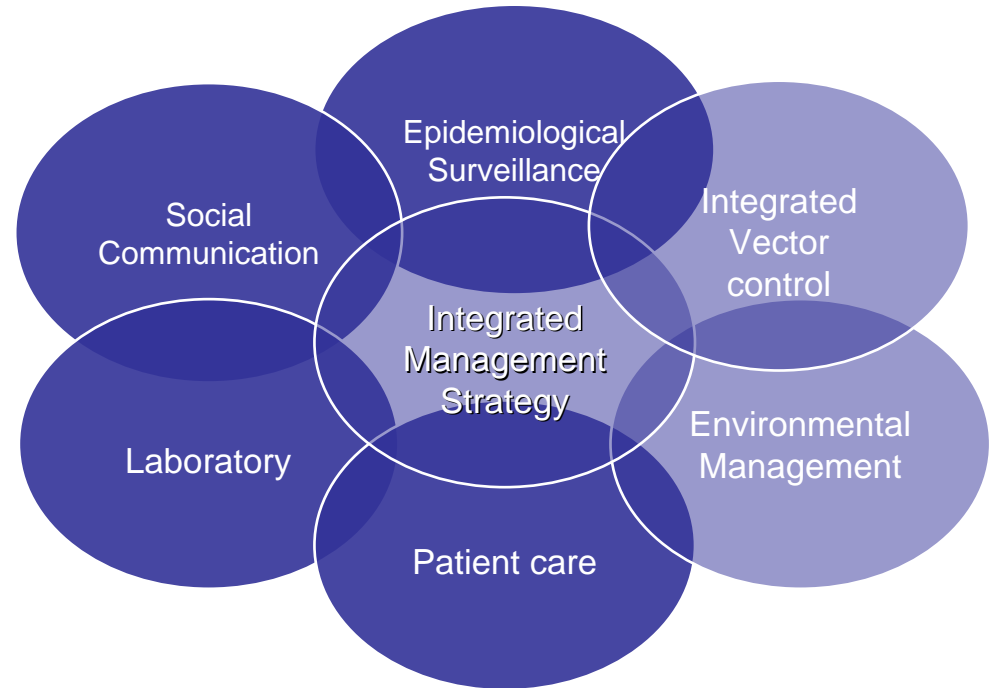 Epidemiological
Surveillance
Social
Communication
Integrated
Vector
control
Integrated
Management
Strategy
Environmental
Management
Laboratory
Patient care